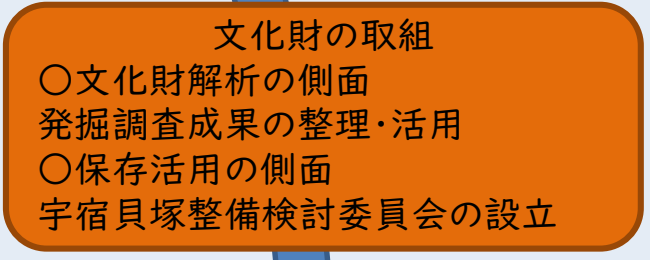 文化財の取組
〇文化財解析の側面
発掘調査成果の整理・活用
〇保存活用の側面
宇宿貝塚整備検討委員会の設立